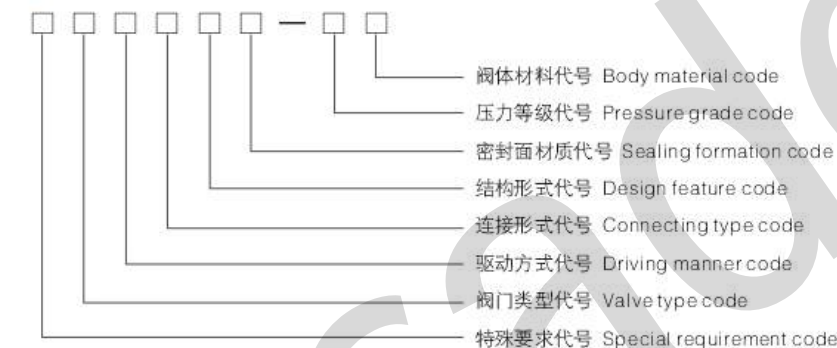 阀体材料代号 Body material code
压力等级代号 Pressure grade code
密封面材质代号 Sealing formation code
结构形式代号 Design feature code
连接形式代号 Connecting type code
驱动方式代号 Driving manner code
阀门类型代号 Valve type code
特殊要求代号 Special requirement code